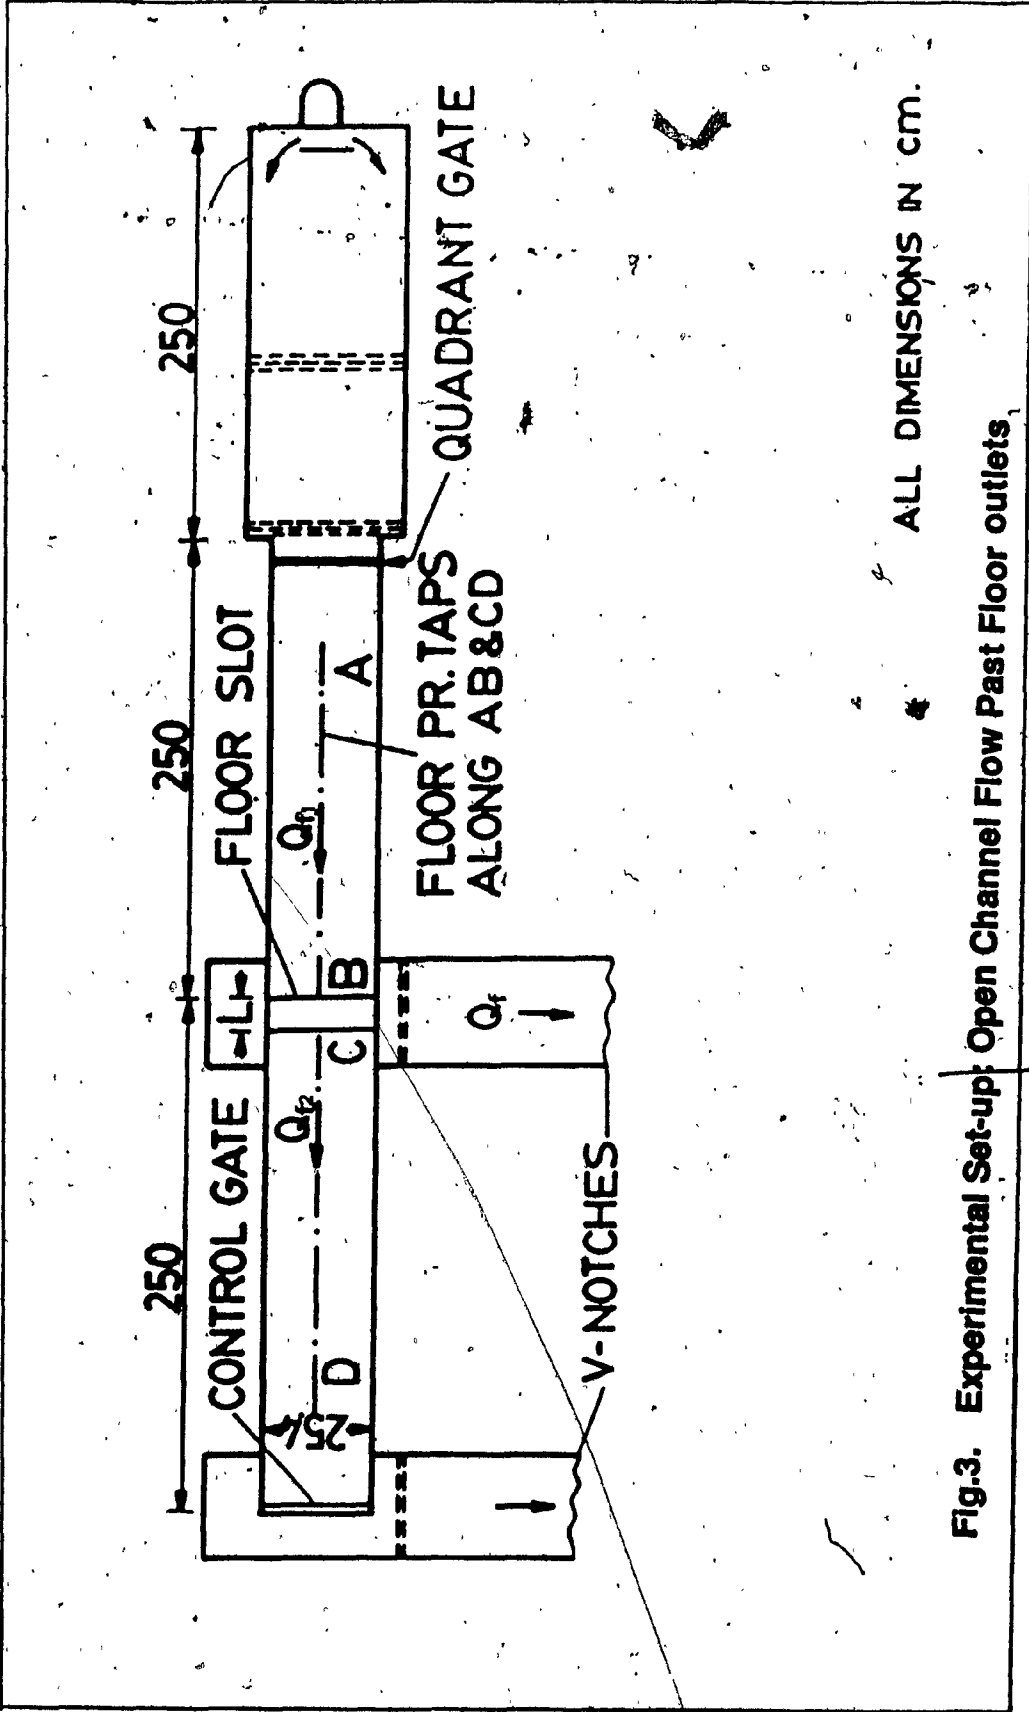 250
250
250
CONTROL GATE
FLOOR SLOT
L
Qf2
Qf1
D
C
B
A
FLOOR PR. TAPS
ALONG AB&CD
QUADRANT GATE
Qf
V-NOTCHES
ALL DIMENSIONS IN cm.
Fig.3. Experimental Set-up; Open Channel Flow Past Floor outlets